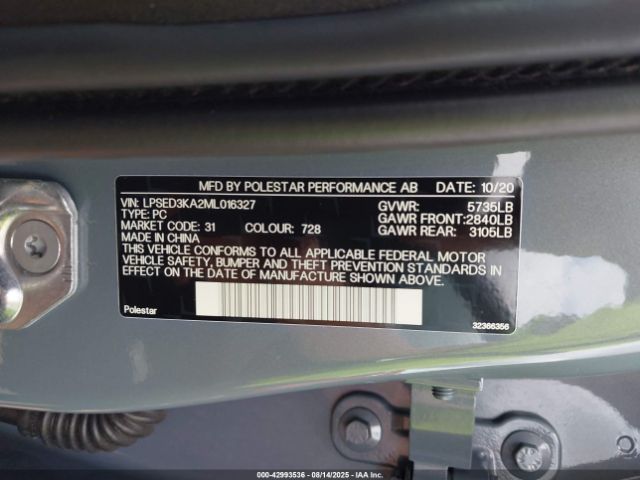 MFD BY POLESTAR PERFORMANCE AB DATE: 10/20
VIN: LPSED3KA2ML016327 GVWR: 5735LB
TYPE: PC GAWR FRONT:2840LB
MARKET CODE: 31 COLOUR: 728 GAWR REAR: 3105LB
MADE IN CHINA
THIS VEHICLE CONFORMS TO ALL APPLICABLE FEDERAL MOTOR
VEHICLE SAFETY, BUMPER AND THEFT PREVENTION STANDARDS IN
EFFECT ON THE DATE OF MANUFACTURE SHOWN ABOVE.
Polestar 32366356
000-42993536 - 08/14/2025 - IAAI.COM